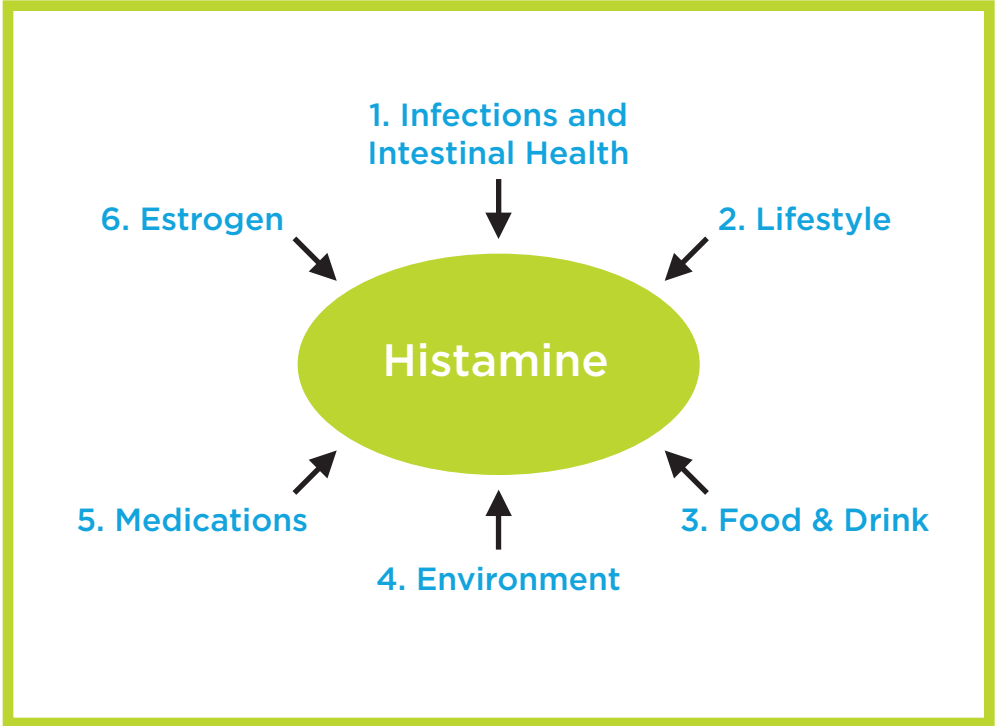 1. Infections and
Intestinal Health
6. Estrogen
2. Lifestyle
Histamine
5. Medications
3. Food & Drink
4. Environment